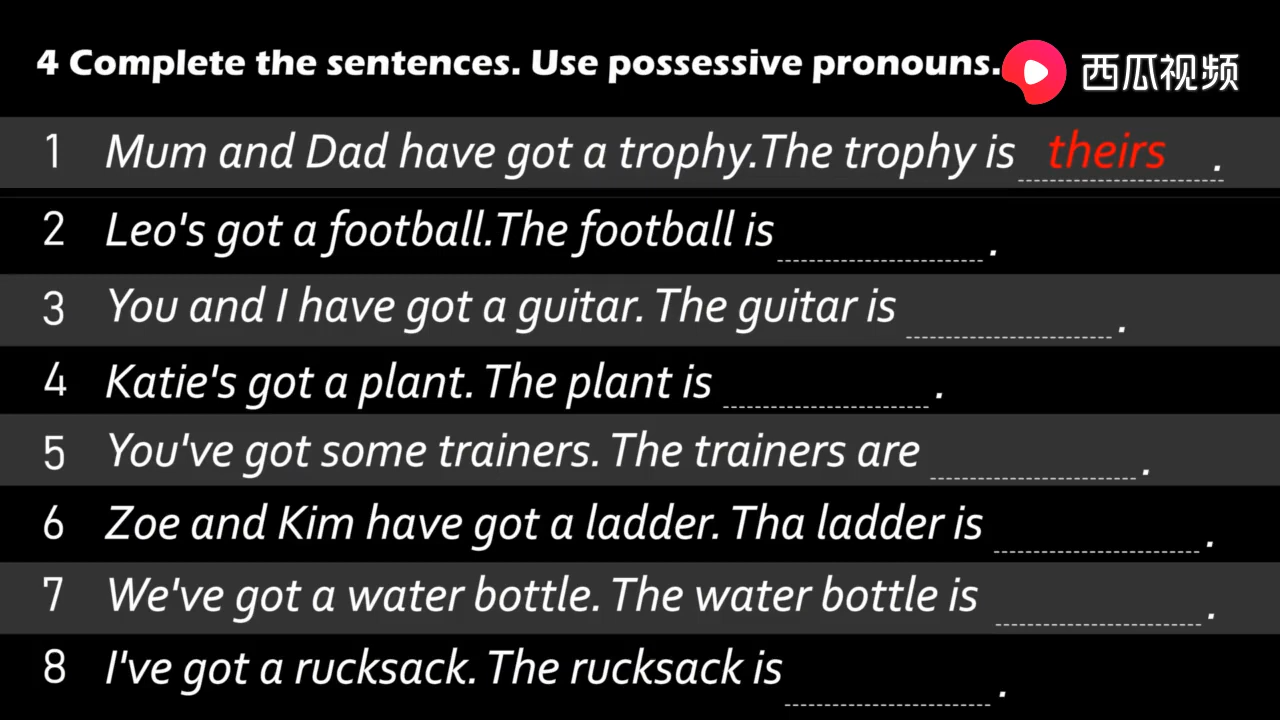 4 Complete the sentences. Use possessive pronouns.
西瓜视频
1 Mum and Dad have got a trophy.The trophy is theirs .
2 Leo's got a football.The football is .
3 You and I have got a guitar. The guitar is .
4 Katie's got a plant. The plant is .
5 You've got some trainers. The trainers are .
6 Zoe and Kim have got a ladder. Tha ladder is .
7 We've got a water bottle. The water bottle is .
8 I've got a rucksack. The rucksack is .